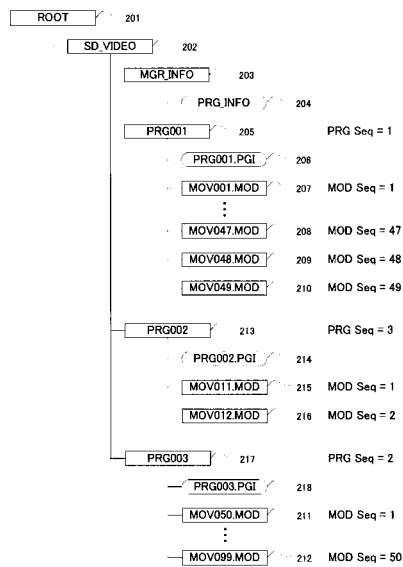 ROOT 201
SD_VIDEO 202
MGR_INFO 203
PRG_INFO 204
PRG001 205 PRG Seq = 1
PRG001.PGI 206
MOV001.MOD 207 MOD Seq = 1
MOV047.MOD 208 MOD Seq = 47
MOV048.MOD 209 MOD Seq = 48
MOV049.MOD 210 MOD Seq = 49
PRG002 213 PRG Seq = 3
PRG002.PGI 214
MOV011.MOD 215 MOD Seq = 1
MOV012.MOD 216 MOD Seq = 2
PRG003 217 PRG Seq = 2
PRG003.PGI 218
MOV050.MOD 211 MOD Seq = 1
MOV099.MOD 212 MOD Seq = 50